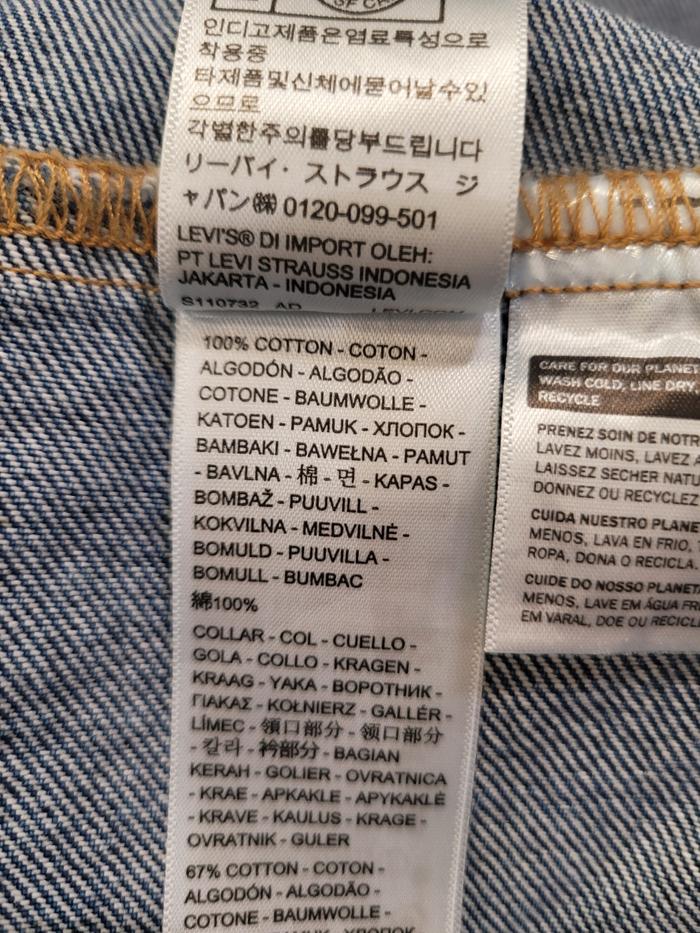 인디고제품은염료특성으로
착용중
타제품및신체에묻어날수있
으므로
각별한주의를당부드립니다
リーバイ・ストラウス ジ
ャパン㈱ 0120-099-501
LEVI'S® DI IMPORT OLEH:
PT LEVI STRAUSS INDONESIA
JAKARTA - INDONESIA
S110732 AD LEVI.COM
100% COTTON - COTON -
ALGODÓN - ALGODÃO -
COTONE - BAUMWOLLE -
KATOEN - PAMUK - ХЛОПОК -
BAMBAKI - BAWEŁNA - PAMUT
- BAVLNA - 棉 - 면 - KAPAS -
BOMBAŽ - PUUVILL -
KOKVILNA - MEDVILNĖ -
BOMULD - PUUVILLA -
BOMULL - BUMBAC
綿100%
COLLAR - COL - CUELLO -
GOLA - COLLO - KRAGEN -
KRAAG - YAKA - ВОРОТНИК -
ΓΙΑΚΑΣ - KOŁNIERZ - GALLÉR -
LÍMEC - 領口部分 - 领口部分
- 칼라 - 衿部分 - BAGIAN
KERAH - GOLIER - OVRATNICA
- KRAE - APKAKLE - APYKAKLĖ
- KRAVE - KAULUS - KRAGE -
OVRATNIK - GULER
67% COTTON - COTON -
ALGODÓN - ALGODÃO -
COTONE - BAUMWOLLE -
CARE FOR OUR PLANET
WASH COLD, LINE DRY
RECYCLE
PRENEZ SOIN DE NOTR
LAVEZ MOINS, LAVEZ A
LAISSEZ SECHER NATU
DONNEZ OU RECYCLEZ
CUIDA NUESTRO PLANE
MENOS, LAVA EN FRIO,
ROPA, DONA O RECICLA.
CUIDE DO NOSSO PLANETA
MENOS, LAVE EM ÁGUA FR
EM VARAL, DOE OU RECICL